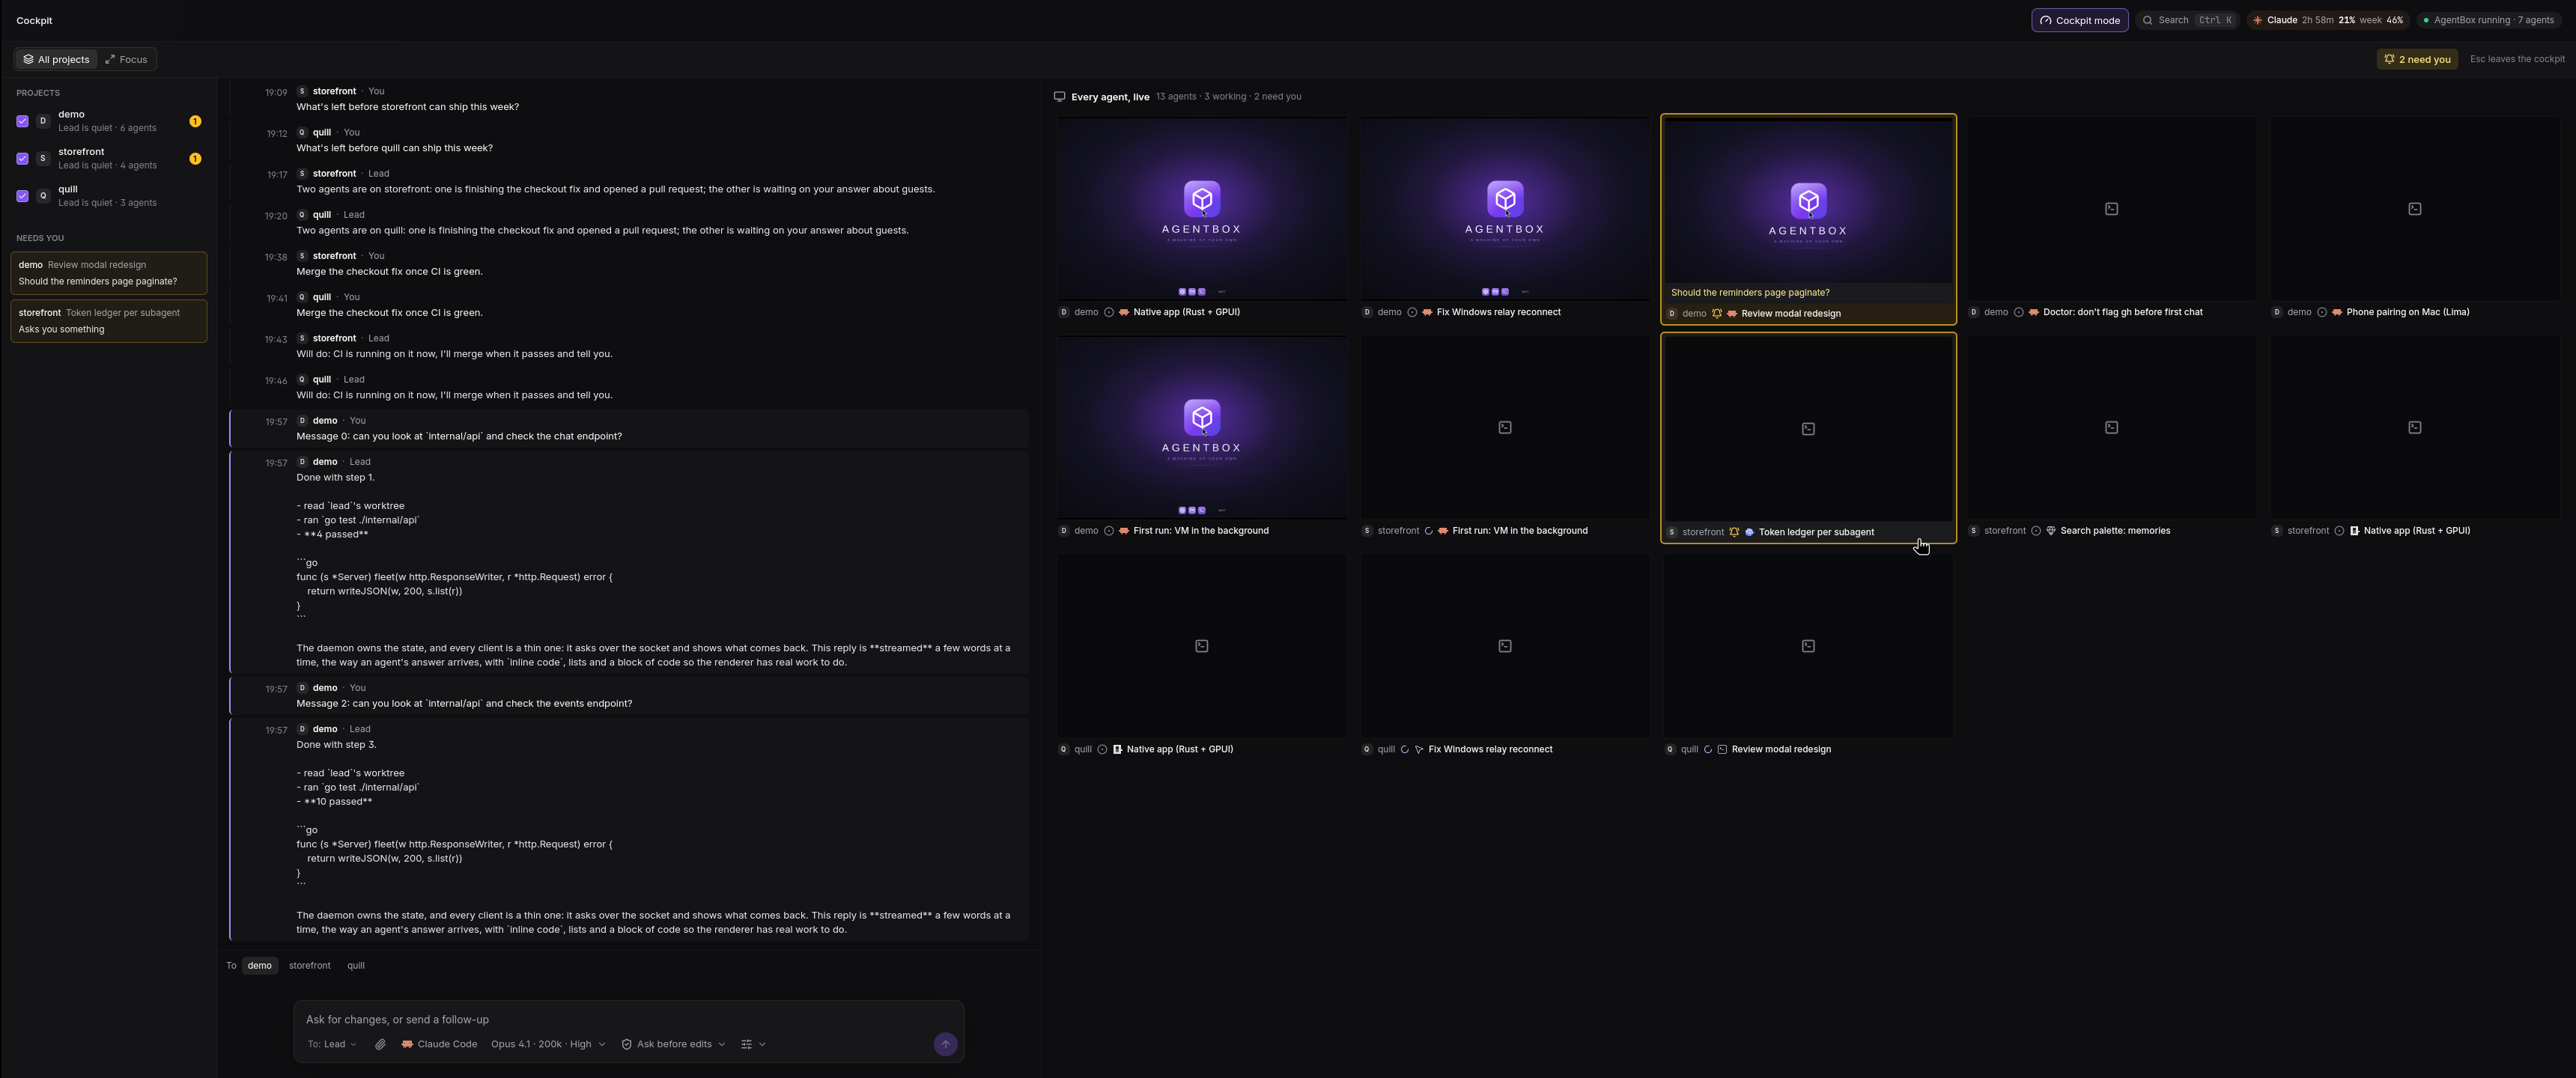 Cockpit
Cockpit mode
Search Ctrl K
Claude 2h 58m 21% week 46%
AgentBox running · 7 agents
All projects
Focus
2 need you
Esc leaves the cockpit
PROJECTS
D demo 1
Lead is quiet · 6 agents
S storefront 1
Lead is quiet · 4 agents
Q quill
Lead is quiet · 3 agents
NEEDS YOU
demo Review modal redesign
Should the reminders page paginate?
storefront Token ledger per subagent
Asks you something
19:09 S storefront · You
What's left before storefront can ship this week?
19:12 Q quill · You
What's left before quill can ship this week?
19:17 S storefront · Lead
Two agents are on storefront: one is finishing the checkout fix and opened a pull request; the other is waiting on your answer about guests.
19:20 Q quill · Lead
Two agents are on quill: one is finishing the checkout fix and opened a pull request; the other is waiting on your answer about guests.
19:38 S storefront · You
Merge the checkout fix once CI is green.
19:41 Q quill · You
Merge the checkout fix once CI is green.
19:43 S storefront · Lead
Will do: CI is running on it now, I'll merge when it passes and tell you.
19:46 Q quill · Lead
Will do: CI is running on it now, I'll merge when it passes and tell you.
19:57 D demo · You
Message 0: can you look at `internal/api` and check the chat endpoint?
19:57 D demo · Lead
Done with step 1.
- read `lead`'s worktree
- ran `go test ./internal/api`
- **4 passed**
```go
func (s *Server) fleet(w http.ResponseWriter, r *http.Request) error {
return writeJSON(w, 200, s.list(r))
}
```
The daemon owns the state, and every client is a thin one: it asks over the socket and shows what comes back. This reply is **streamed** a few words at a
time, the way an agent's answer arrives, with `inline code`, lists and a block of code so the renderer has real work to do.
19:57 D demo · You
Message 2: can you look at `internal/api` and check the events endpoint?
19:57 D demo · Lead
Done with step 3.
- read `lead`'s worktree
- ran `go test ./internal/api`
- **10 passed**
```go
func (s *Server) fleet(w http.ResponseWriter, r *http.Request) error {
return writeJSON(w, 200, s.list(r))
}
```
The daemon owns the state, and every client is a thin one: it asks over the socket and shows what comes back. This reply is **streamed** a few words at a
time, the way an agent's answer arrives, with `inline code`, lists and a block of code so the renderer has real work to do.
To demo storefront quill
Ask for changes, or send a follow-up
To: Lead
Claude Code
Opus 4.1 · 200k · High
Ask before edits
Every agent, live 13 agents · 3 working · 2 need you
AGENTBOX
A MACHINE OF YOUR OWN
D demo Native app (Rust + GPUI)
AGENTBOX
A MACHINE OF YOUR OWN
D demo Fix Windows relay reconnect
AGENTBOX
A MACHINE OF YOUR OWN
Should the reminders page paginate?
D demo Review modal redesign
D demo Doctor: don't flag gh before first chat
D demo Phone pairing on Mac (Lima)
AGENTBOX
A MACHINE OF YOUR OWN
D demo First run: VM in the background
S storefront First run: VM in the background
S storefront Token ledger per subagent
S storefront Search palette: memories
S storefront Native app (Rust + GPUI)
Q quill Native app (Rust + GPUI)
Q quill Fix Windows relay reconnect
Q quill Review modal redesign